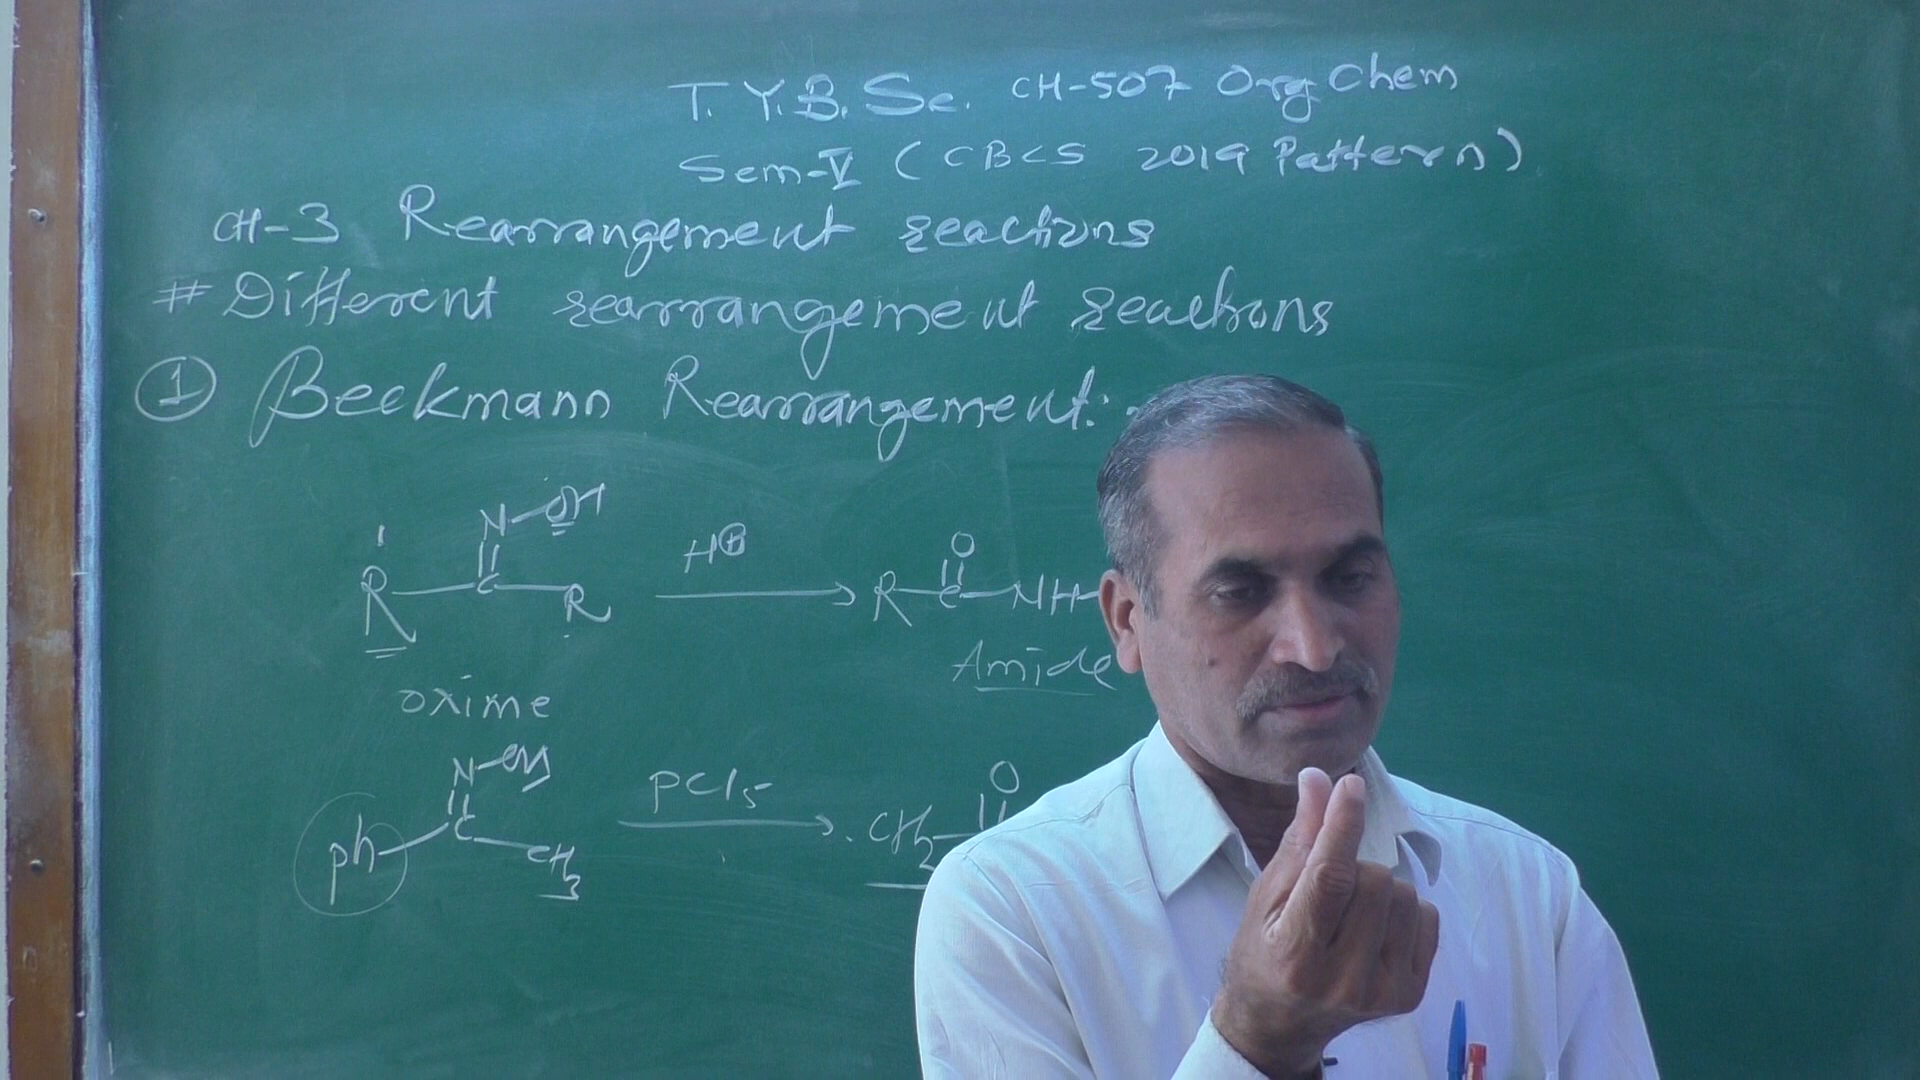 T.Y.B.Sc. CH-507 Org Chem
Sem-V (CBCS 2019 Pattern)
CH-3 Rearrangement reactions
# Different rearrangement reactions
① Beckmann Rearrangement:-
N-OH
||
R-C-R H⊕ → R-C-NH-
O
||
oxime
Amide
N-OH
||
ph-C-CH3 PCl5 → CH3-
O
||